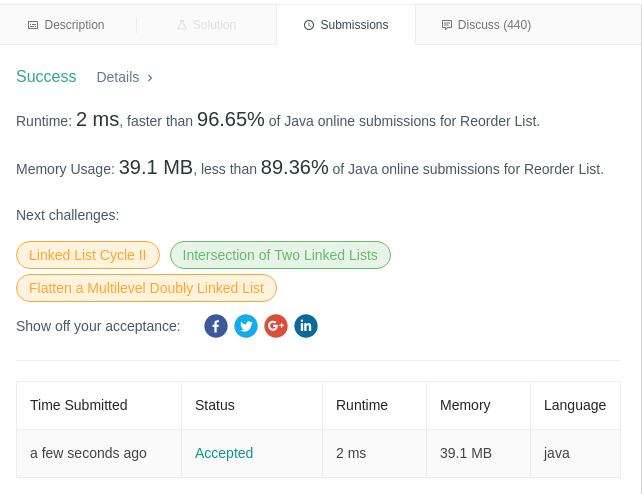 Description Solution Submissions Discuss (440)
Success Details ›
Runtime: 2 ms, faster than 96.65% of Java online submissions for Reorder List.
Memory Usage: 39.1 MB, less than 89.36% of Java online submissions for Reorder List.
Next challenges:
Linked List Cycle II Intersection of Two Linked Lists
Flatten a Multilevel Doubly Linked List
Show off your acceptance: f G+ in
Time Submitted Status Runtime Memory Language
a few seconds ago Accepted 2 ms 39.1 MB java